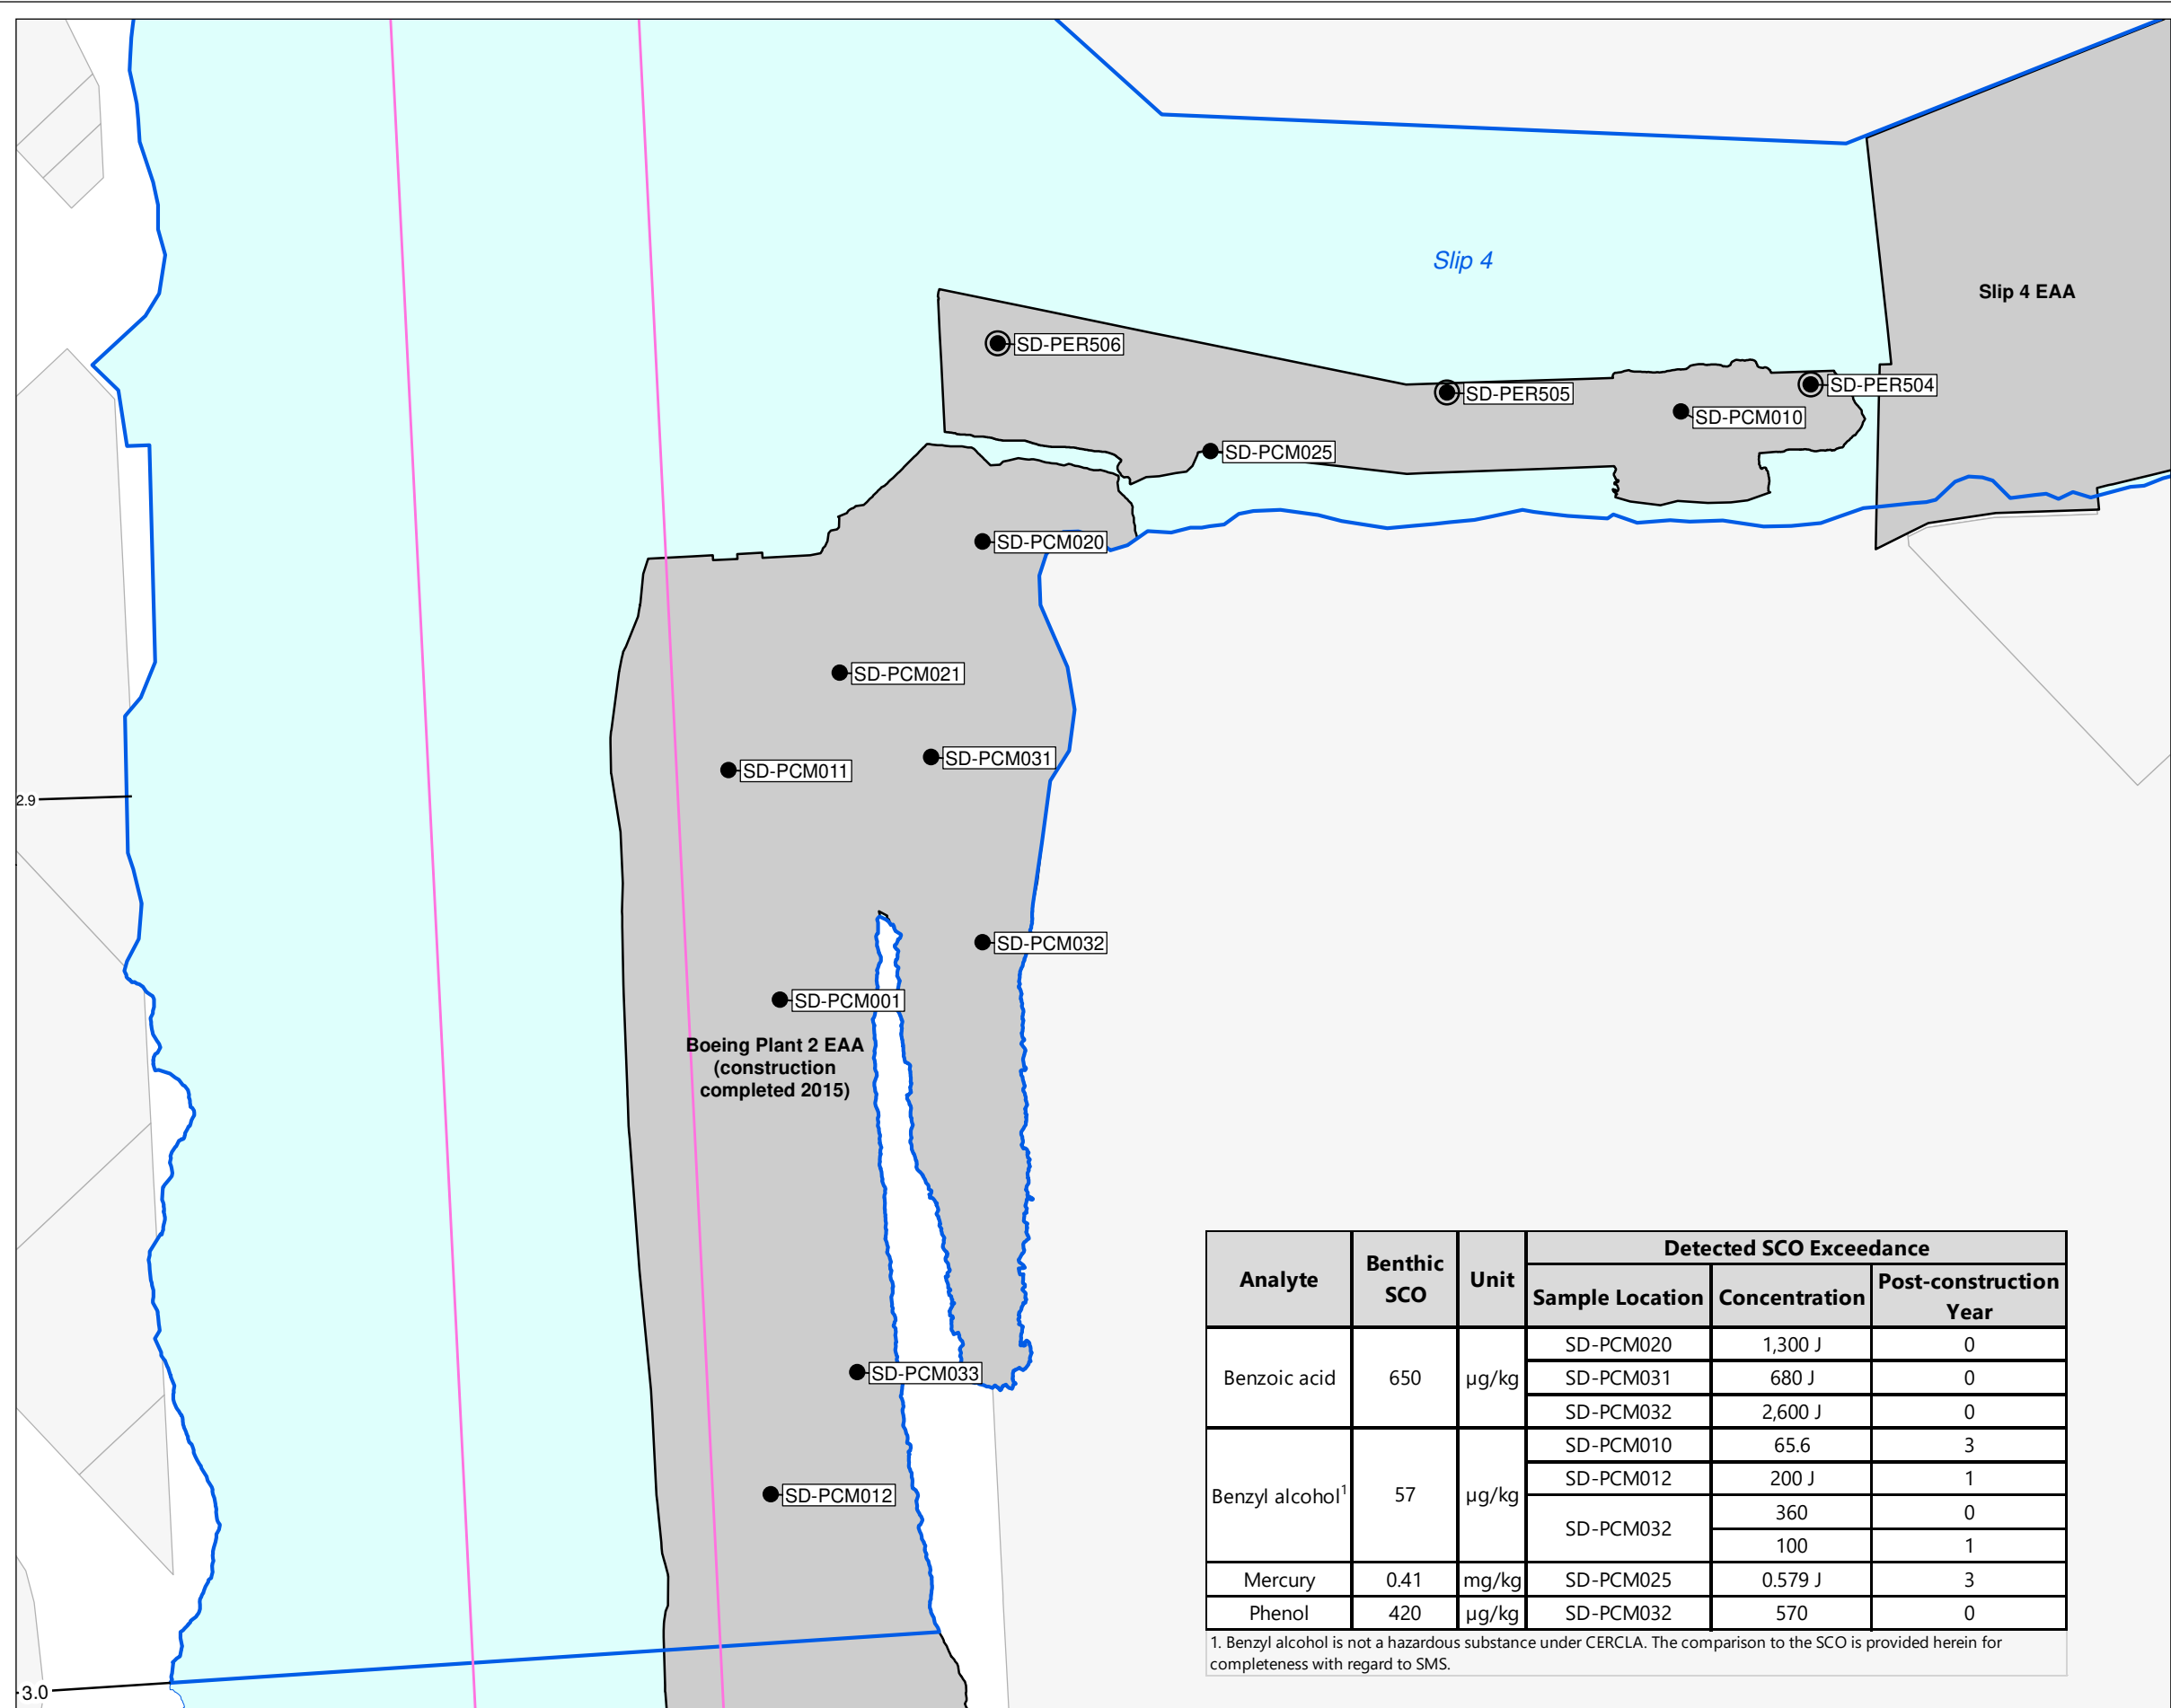 Slip 4
Slip 4 EAA
SD-PER506
SD-PER504
SD-PER505
SD-PCM010
SD-PCM025
SD-PCM020
SD-PCM021
SD-PCM031
SD-PCM011
2.9
SD-PCM032
SD-PCM001
Boeing Plant 2 EAA
(construction
completed 2015)
SD-PCM033
SD-PCM012
3.0
Analyte Benthic SCO Unit Detected SCO Exceedance
Sample Location Concentration Post-construction Year
Benzoic acid 650 µg/kg SD-PCM020 1,300 J 0
SD-PCM031 680 J 0
SD-PCM032 2,600 J 0
Benzyl alcohol1 57 µg/kg SD-PCM010 65.6 3
SD-PCM012 200 J 1
SD-PCM032 360 0
100 1
Mercury 0.41 mg/kg SD-PCM025 0.579 J 3
Phenol 420 µg/kg SD-PCM032 570 0
1. Benzyl alcohol is not a hazardous substance under CERCLA. The comparison to the SCO is provided herein for
completeness with regard to SMS.